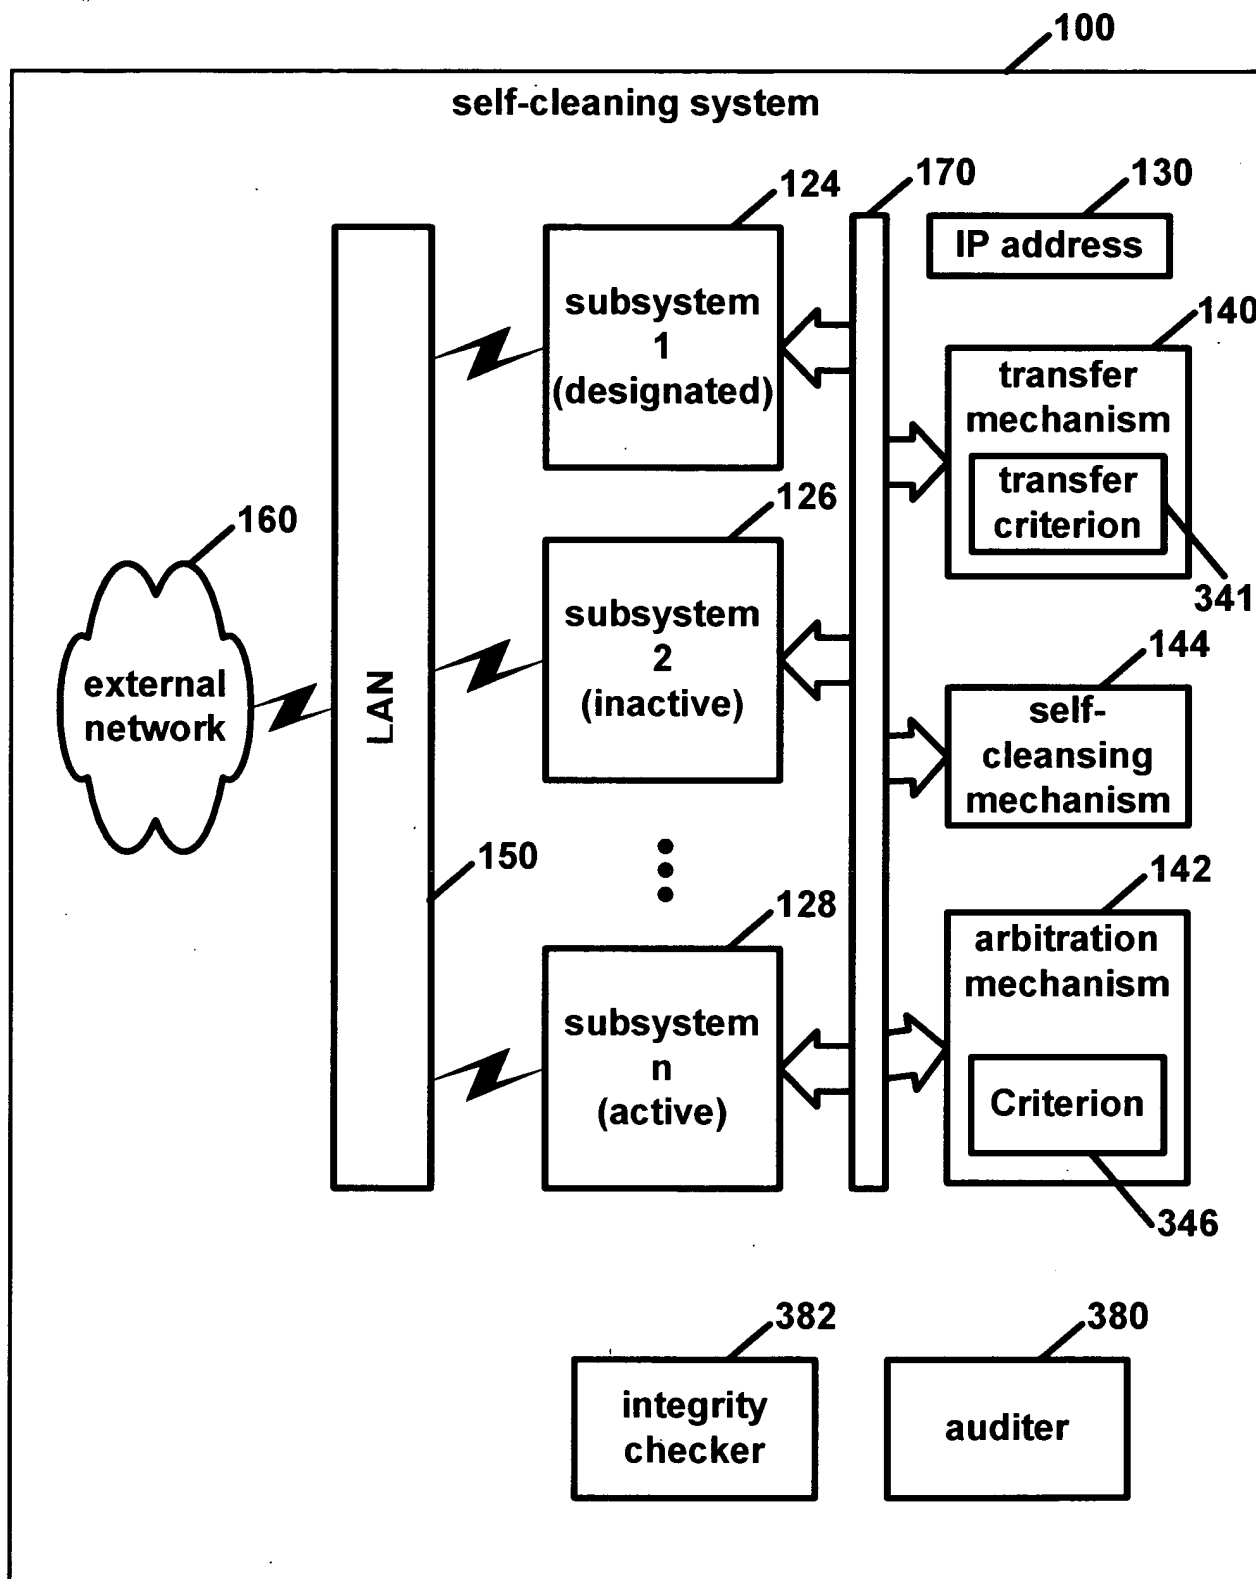 100
self-cleaning system
124
170
130
IP address
subsystem
1
(designated)
140
transfer
mechanism
transfer
criterion
341
160
126
external
network
LAN
subsystem
2
(inactive)
144
self-
cleansing
mechanism
150
128
142
arbitration
mechanism
subsystem
n
(active)
Criterion
346
382
380
integrity
checker
auditer